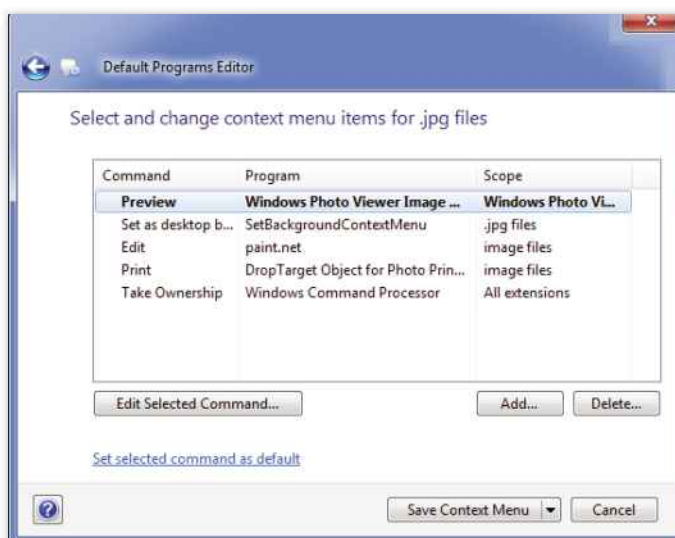 Default Programs Editor
Select and change context menu items for .jpg files
Command Program Scope
Preview Windows Photo Viewer Image ... Windows Photo Vi...
Set as desktop b... SetBackgroundContextMenu .jpg files
Edit paint.net image files
Print DropTarget Object for Photo Prin... image files
Take Ownership Windows Command Processor All extensions
Edit Selected Command... Add... Delete...
Set selected command as default
? Save Context Menu Cancel